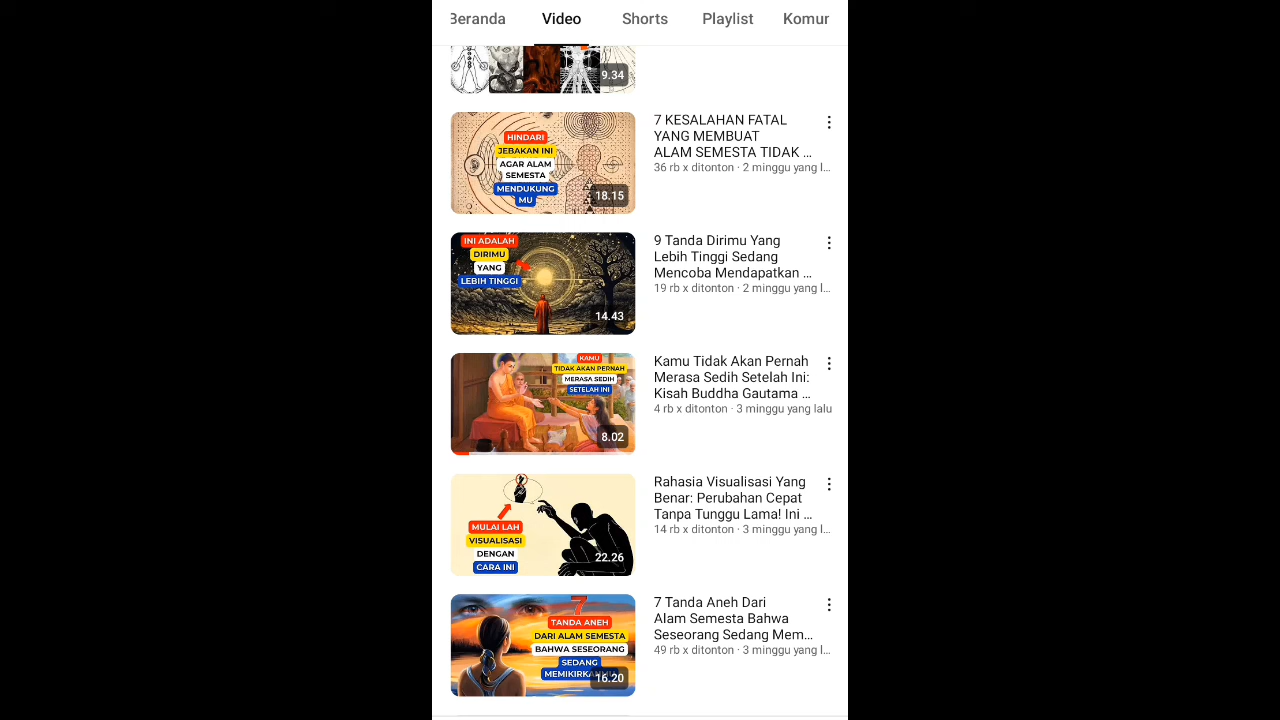 Beranda Video Shorts Playlist Komur
9.34
HINDARI
JEBAKAN INI
AGAR ALAM
SEMESTA
MENDUKUNG
MU
18.15
7 KESALAHAN FATAL
YANG MEMBUAT
ALAM SEMESTA TIDAK ...
36 rb x ditonton · 2 minggu yang l...
INI ADALAH
DIRIMU
YANG
LEBIH TINGGI
14.43
9 Tanda Dirimu Yang
Lebih Tinggi Sedang
Mencoba Mendapatkan ...
19 rb x ditonton · 2 minggu yang l...
KAMU
TIDAK AKAN PERNAH
MERASA SEDIH
SETELAH INI
8.02
Kamu Tidak Akan Pernah
Merasa Sedih Setelah Ini:
Kisah Buddha Gautama ...
4 rb x ditonton · 3 minggu yang lalu
MULAI LAH
VISUALISASI
DENGAN
CARA INI
22.26
Rahasia Visualisasi Yang
Benar: Perubahan Cepat
Tanpa Tunggu Lama! Ini ...
14 rb x ditonton · 3 minggu yang l...
7
TANDA ANEH
DARI ALAM SEMESTA
BAHWA SESEORANG
SEDANG
16.20
7 Tanda Aneh Dari
Alam Semesta Bahwa
Seseorang Sedang Mem...
49 rb x ditonton · 3 minggu yang l...